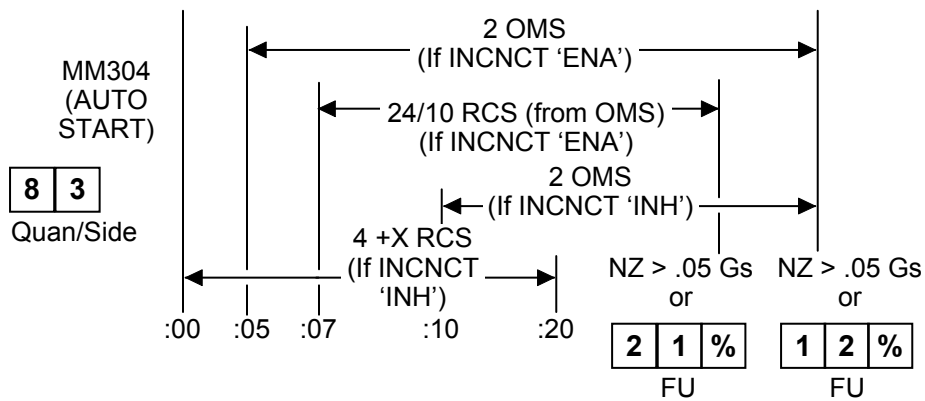 2 OMS
(If INCNCT ‘ENA’)
MM304
(AUTO
START)
24/10 RCS (from OMS)
(If INCNCT ‘ENA’)
2 OMS
(If INCNCT ‘INH’)
8 3
Quan/Side
4 +X RCS
(If INCNCT
‘INH’)
NZ > .05 Gs
or
NZ > .05 Gs
or
:00 :05 :07 :10 :20
2 1 %
FU
1 2 %
FU